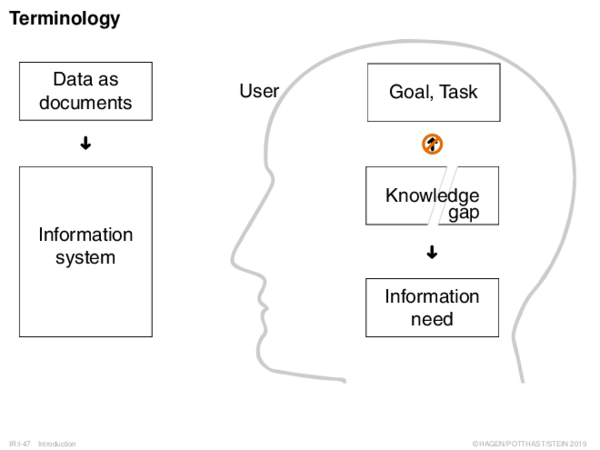 Terminology
Data as
documents
Information
system
User
Goal, Task
Knowledge
gap
Information
need
IR:I-47 Introduction
©HAGEN/POTTHAST/STEIN 2019